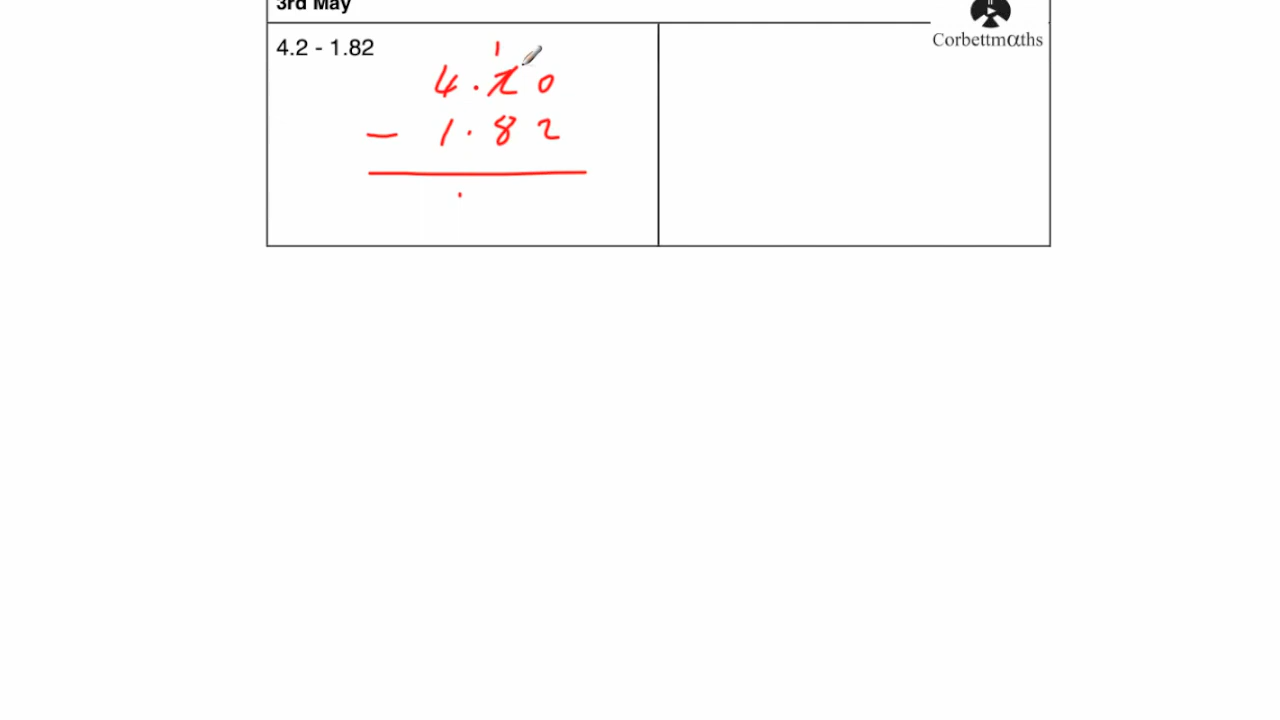 3rd May
Corbettmαths
4.2 - 1.82
1
4.20
- 1.82
.